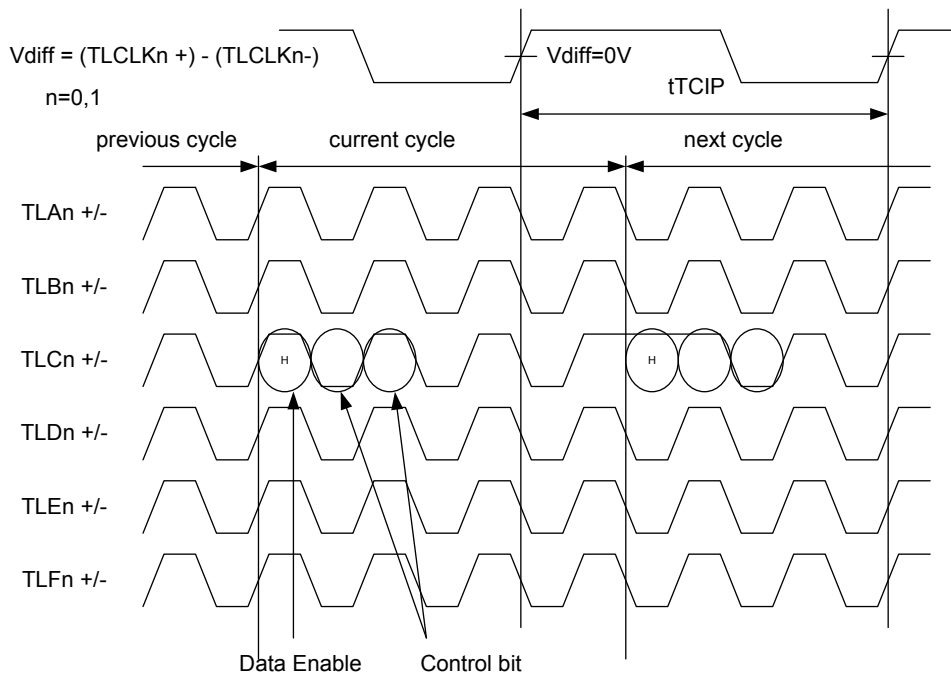 Vdiff = (TLCLKn +) - (TLCLKn-)
Vdiff=0V
n=0,1
tTCIP
previous cycle
current cycle
next cycle
TLAn +/-
TLBn +/-
TLCn +/-
H
H
TLDn +/-
TLEn +/-
TLFn +/-
Data Enable
Control bit